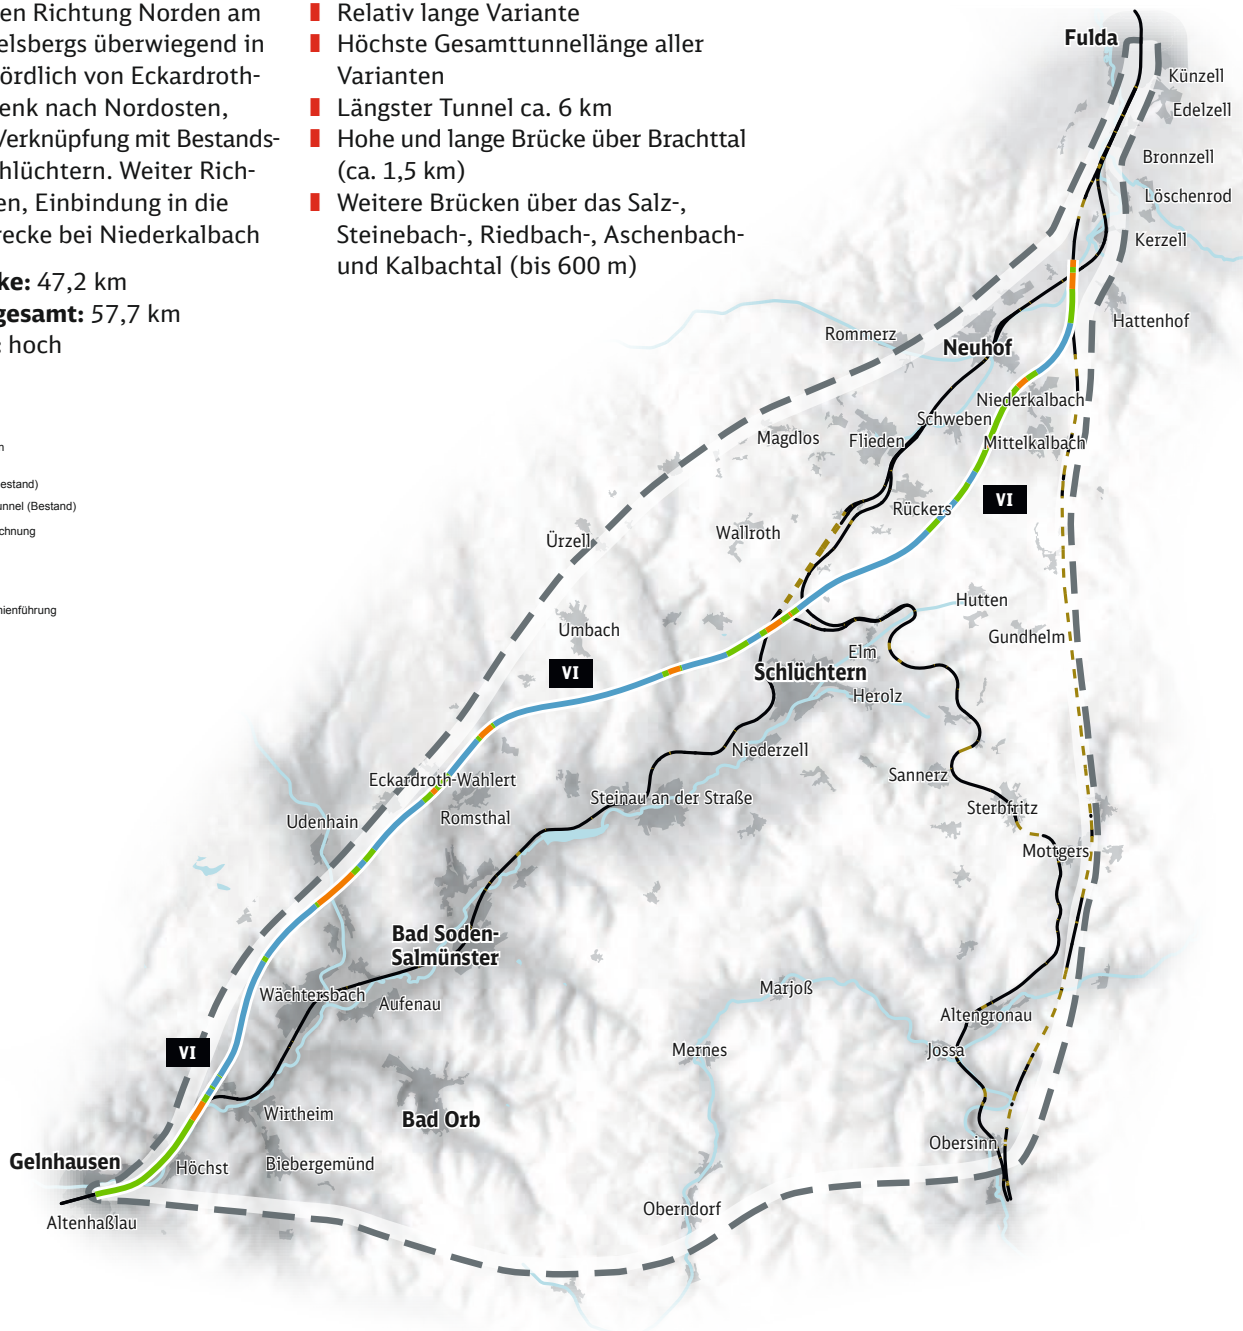 en Richtung Norden am
elsbergs überwiegend in
ördlich von Eckardroth-
enk nach Nordosten,
Verknüpfung mit Bestands-
hlüchtern. Weiter Rich-
en, Einbindung in die
recke bei Niederkalbach
ke: 47,2 km
gesamt: 57,7 km
: hoch
Relativ lange Variante
Höchste Gesamttunnellänge aller
Varianten
Längster Tunnel ca. 6 km
Hohe und lange Brücke über Brachttal
(ca. 1,5 km)
Weitere Brücken über das Salz-,
Steinebach-, Riedbach-, Aschenbach-
und Kalbachtal (bis 600 m)
n
estand)
unnel (Bestand)
chnung
nienführung
Fulda
Künzell
Edelzell
Bronnzell
Löschenrod
Kerzell
Hattenhof
Rommerz
Neuhof
Niederkalbach
Schweben
Magdlos
Flieden
Mittelkalbach
VI
Rückers
Wallroth
Ürzell
Hutten
Umbach
Gundhelm
Elm
VI
Schlüchtern
Herolz
Niederzell
Sannerz
Eckardroth-Wahlert
Steinau an der Straße
Sterbfritz
Romsthal
Udenhain
Mottgers
Bad Soden-
Salmünster
Marjoß
Wächtersbach
Aufenau
Altengronau
VI
Mernes
Jossa
Wirtheim
Bad Orb
Obersinn
Gelnhausen
Höchst
Biebergemünd
Oberndorf
Altenhaßlau